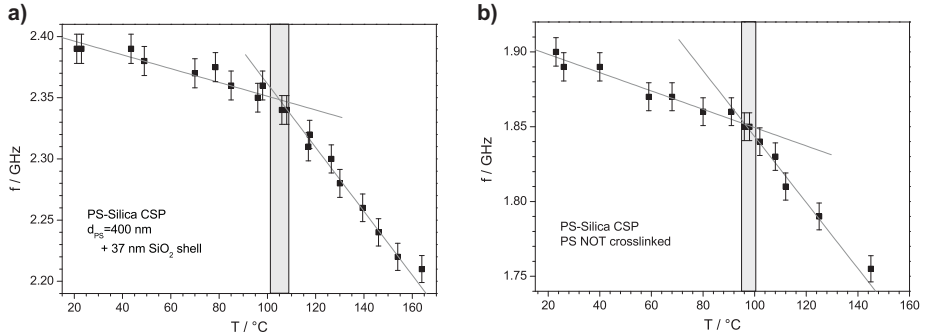 a)
2.40
2.35
2.30
2.25
2.20
f / GHz
20 40 60 80 100 120 140 160
T / °C
PS-Silica CSP
d_PS=400 nm
+ 37 nm SiO₂ shell
b)
1.90
1.85
1.80
1.75
f / GHz
20 40 60 80 100 120 140 160
T / °C
PS-Silica CSP
PS NOT crosslinked